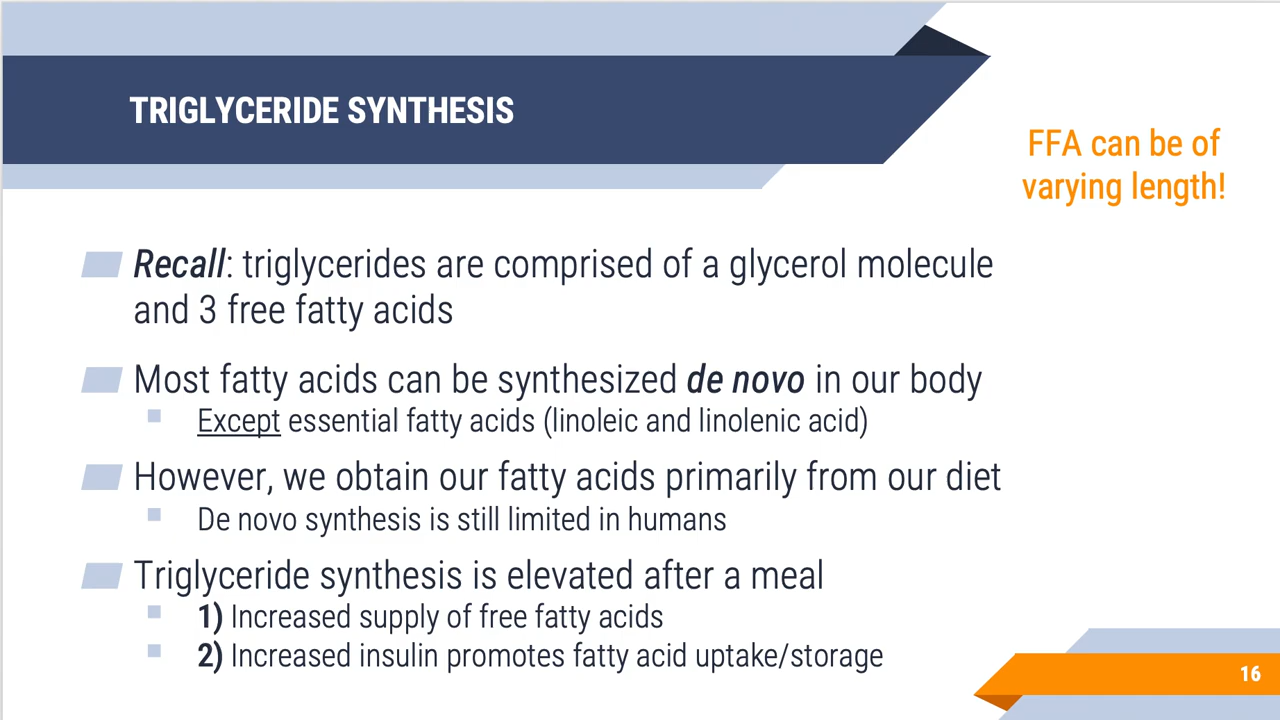 TRIGLYCERIDE SYNTHESIS
FFA can be of
varying length!
Recall: triglycerides are comprised of a glycerol molecule
and 3 free fatty acids
Most fatty acids can be synthesized de novo in our body
Except essential fatty acids (linoleic and linolenic acid)
However, we obtain our fatty acids primarily from our diet
De novo synthesis is still limited in humans
Triglyceride synthesis is elevated after a meal
1) Increased supply of free fatty acids
2) Increased insulin promotes fatty acid uptake/storage
16